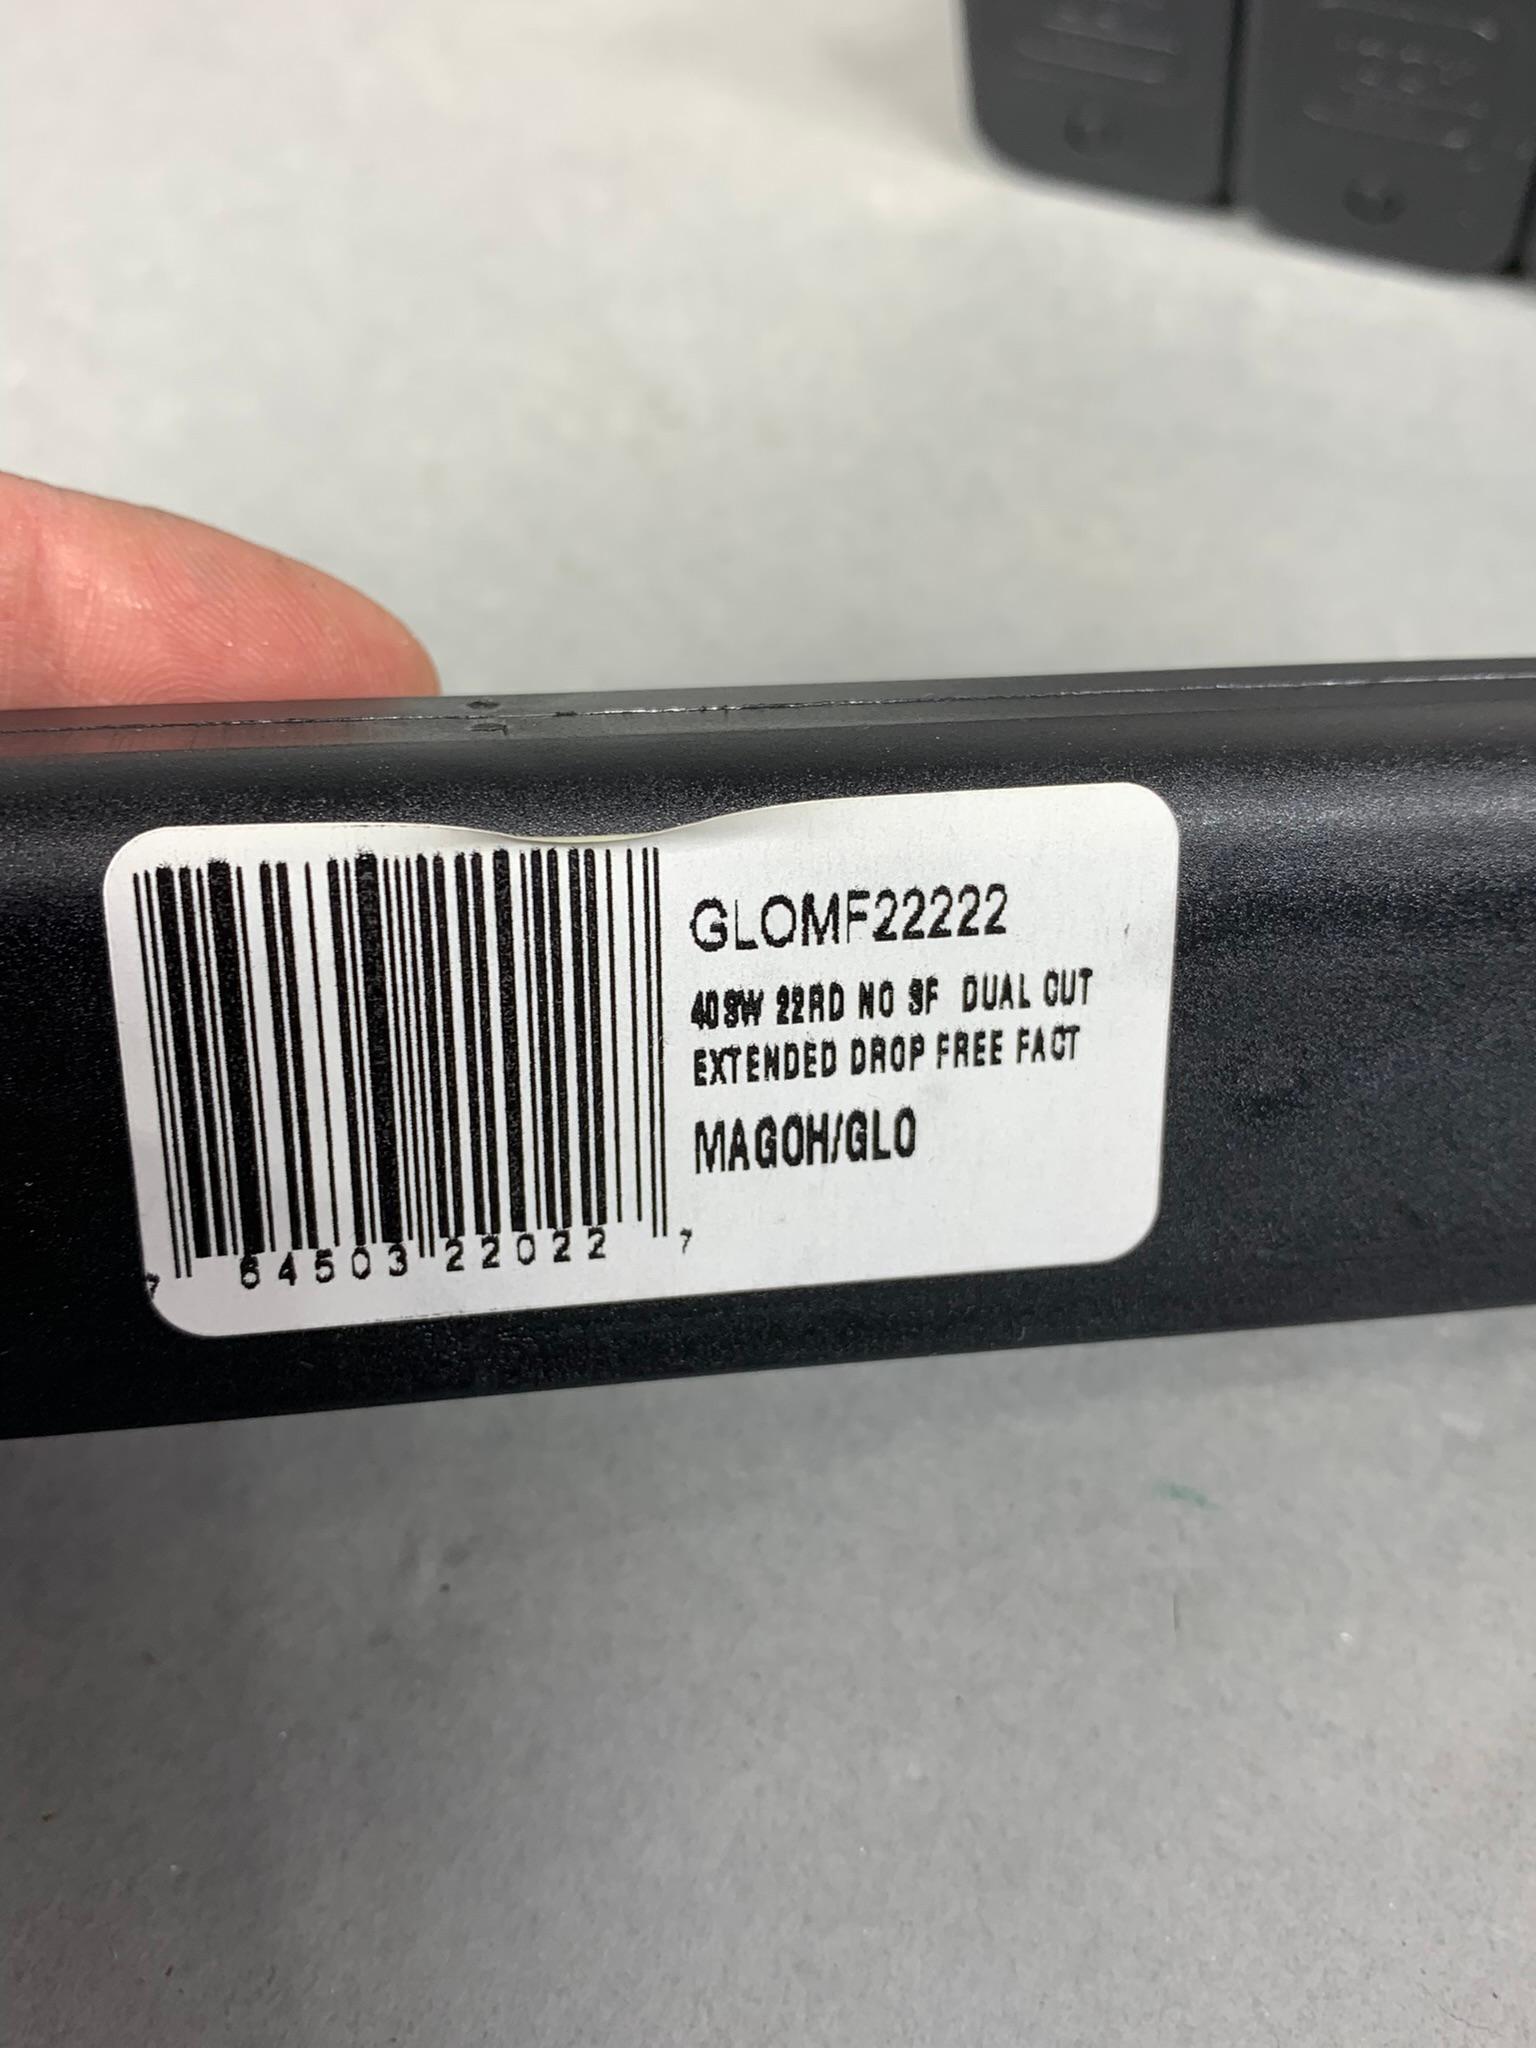 GLOMF22222
40SW 22RD NO SF DUAL CUT
EXTENDED DROP FREE FACT
MAGOH/GLO
7 64503 22022 7